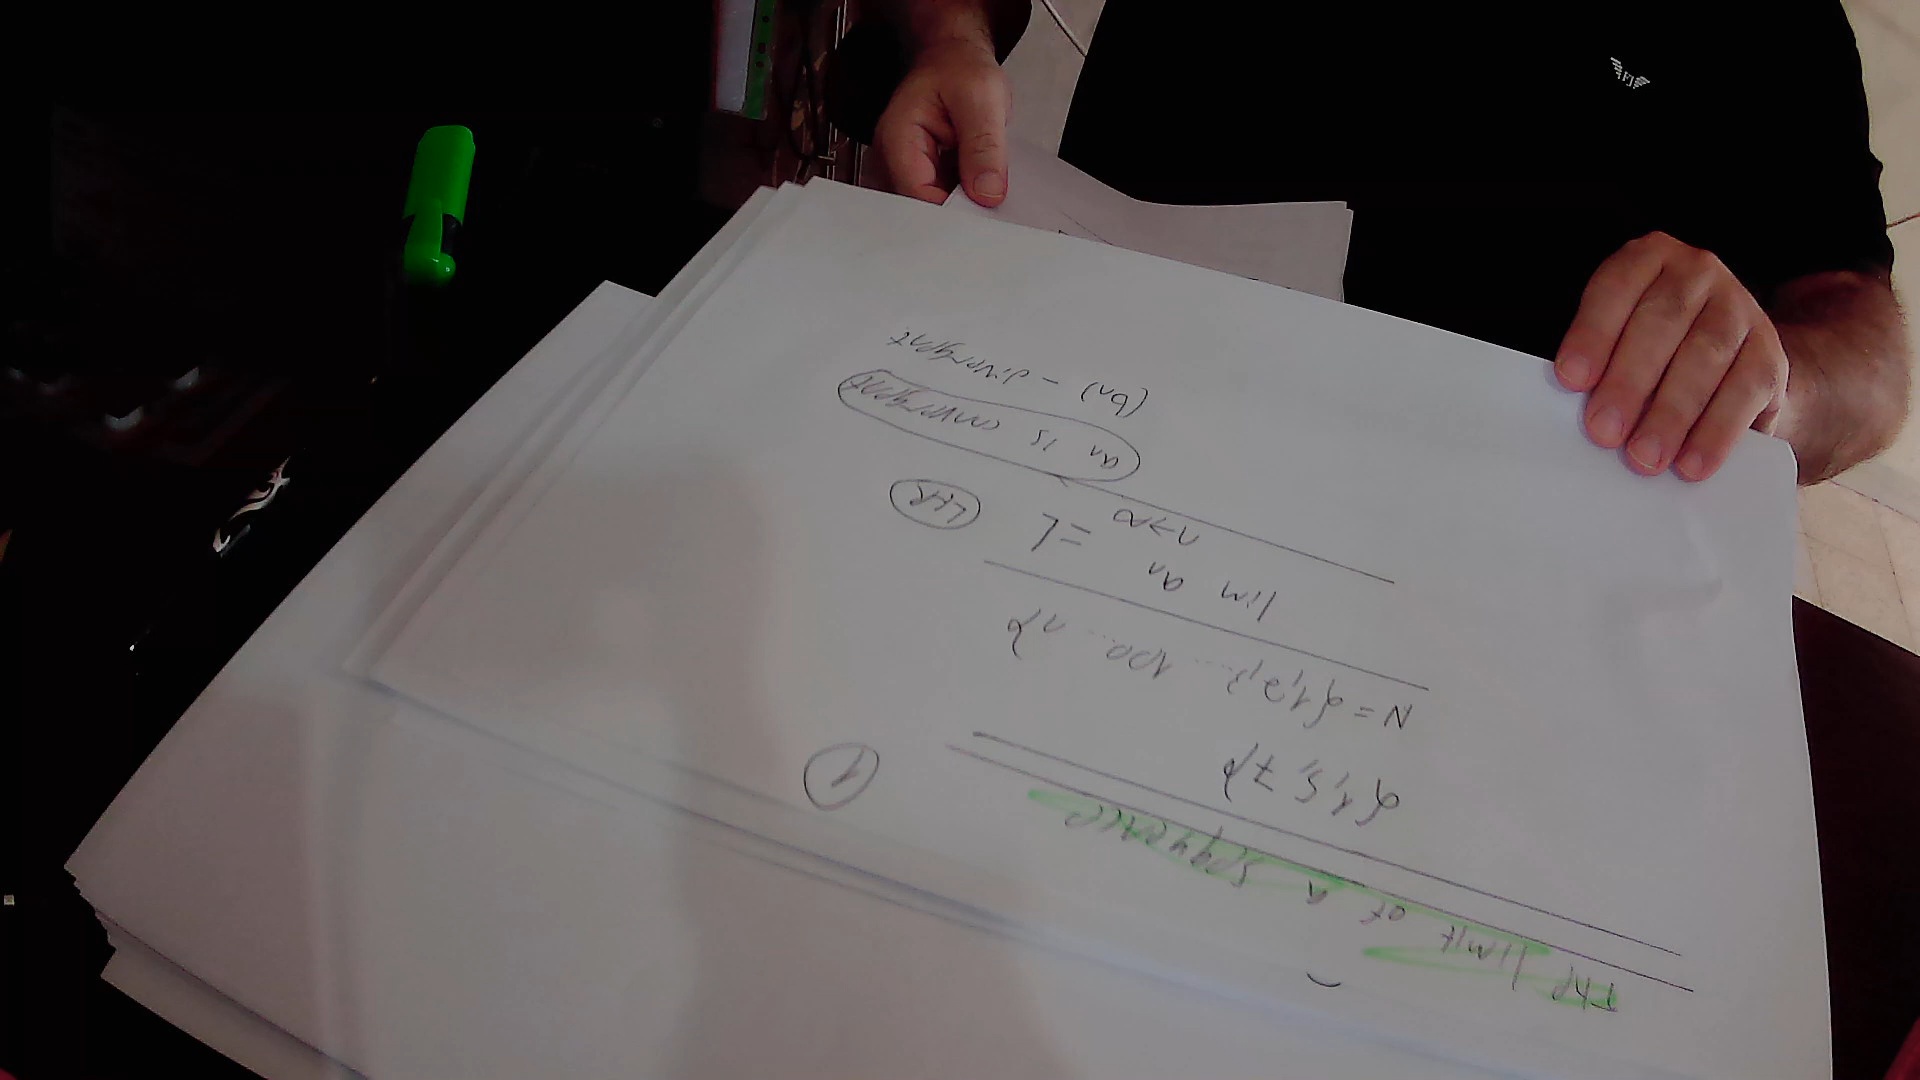 The limit of a sequence
1
{1,5,7}
N = {1,2,3,... 100... n}
lim an = L
n→∞
LHR
an is convergent
(bn) - divergent